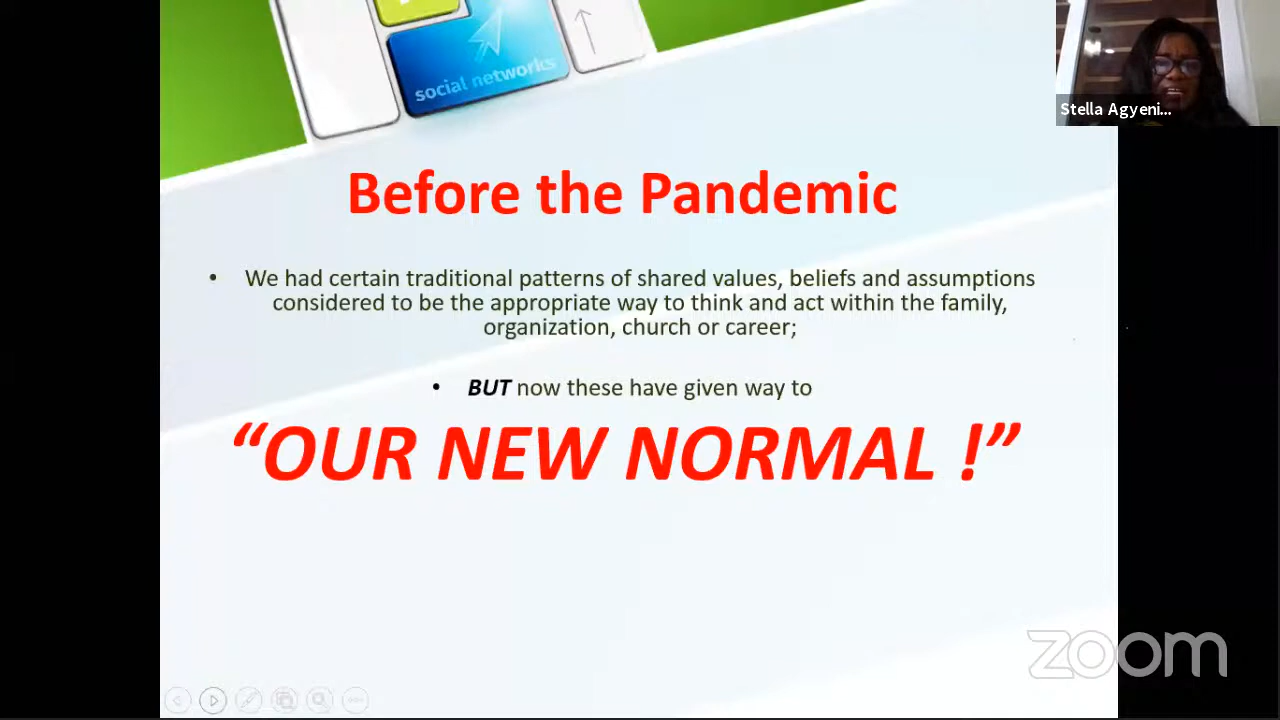 social networks
Stella Agyeni...
Before the Pandemic
• We had certain traditional patterns of shared values, beliefs and assumptions
considered to be the appropriate way to think and act within the family,
organization, church or career;
• BUT now these have given way to
“OUR NEW NORMAL !”
zoom